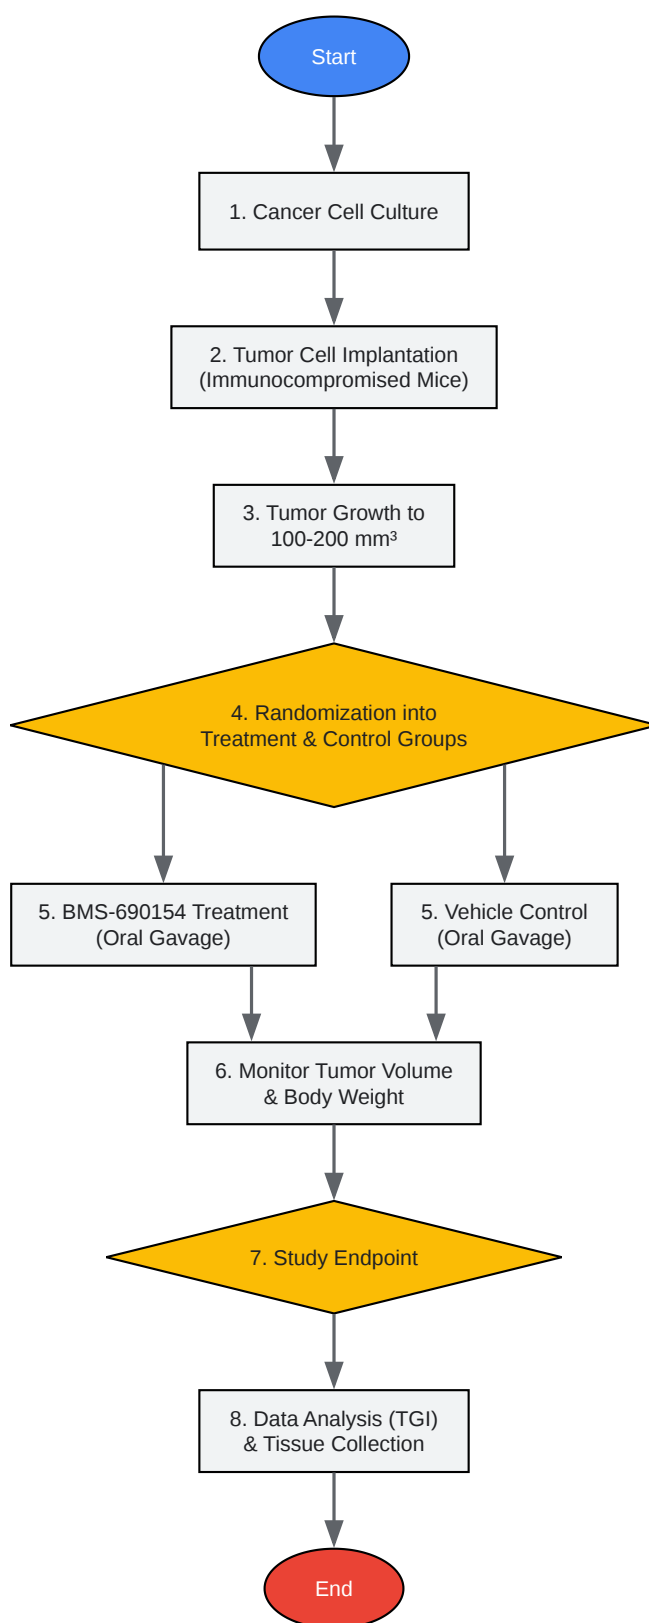 Start
1. Cancer Cell Culture
2. Tumor Cell Implantation
(Immunocompromised Mice)
3. Tumor Growth to
100-200 mm³
4. Randomization into
Treatment & Control Groups
5. BMS-690154 Treatment
(Oral Gavage)
5. Vehicle Control
(Oral Gavage)
6. Monitor Tumor Volume
& Body Weight
7. Study Endpoint
8. Data Analysis (TGI)
& Tissue Collection
End